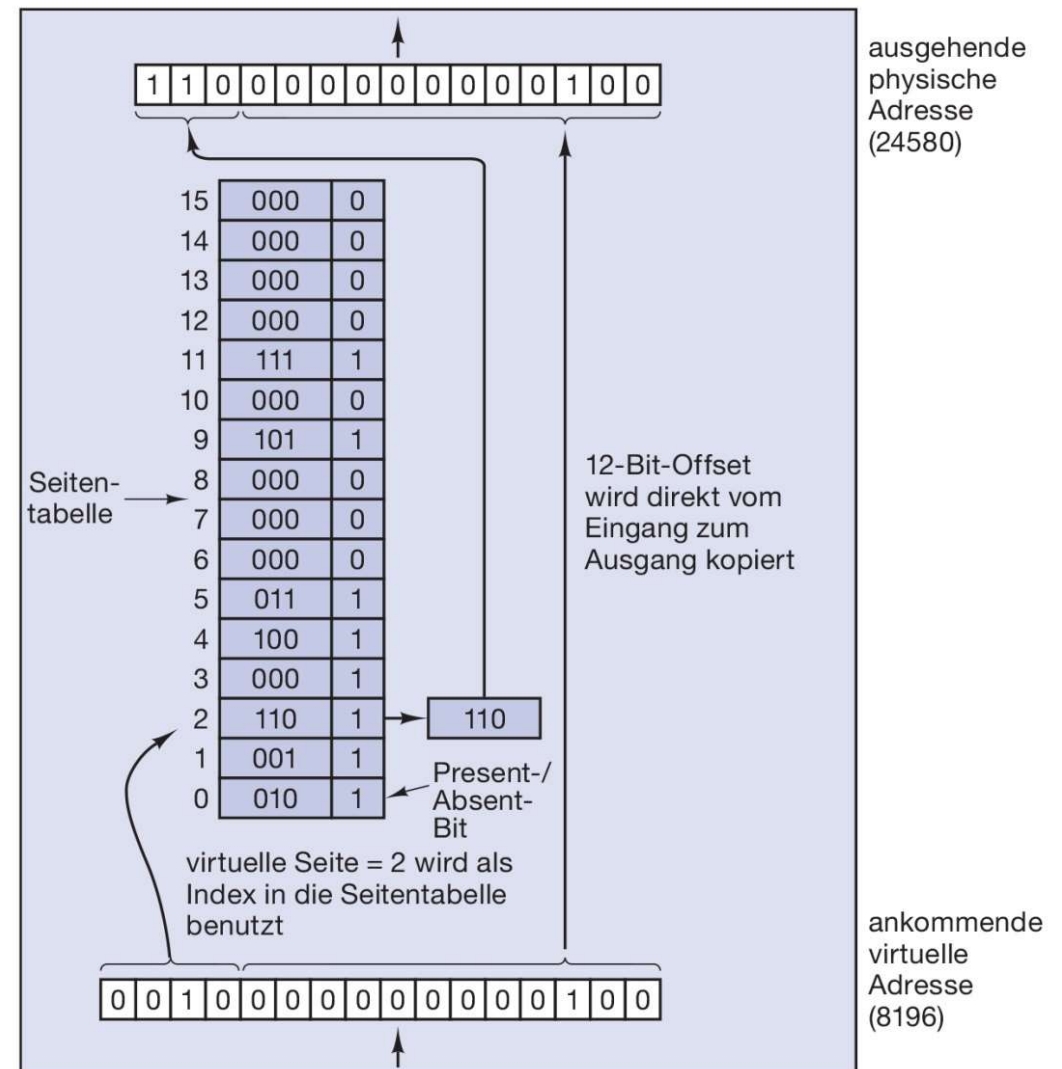 ausgehende
physische
Adresse
(24580)
1 1 0 0 0 0 0 0 0 0 0 0 1 0 0
15 000 0
14 000 0
13 000 0
12 000 0
11 111 1
10 000 0
9 101 1
8 000 0
7 000 0
6 000 0
5 011 1
4 100 1
3 000 1
2 110 1 110
1 001 1
0 010 1
Seiten-
tabelle
12-Bit-Offset
wird direkt vom
Eingang zum
Ausgang kopiert
Present-/
Absent-
Bit
virtuelle Seite = 2 wird als
Index in die Seitentabelle
benutzt
0 0 1 0 0 0 0 0 0 0 0 0 0 1 0 0
ankommende
virtuelle
Adresse
(8196)